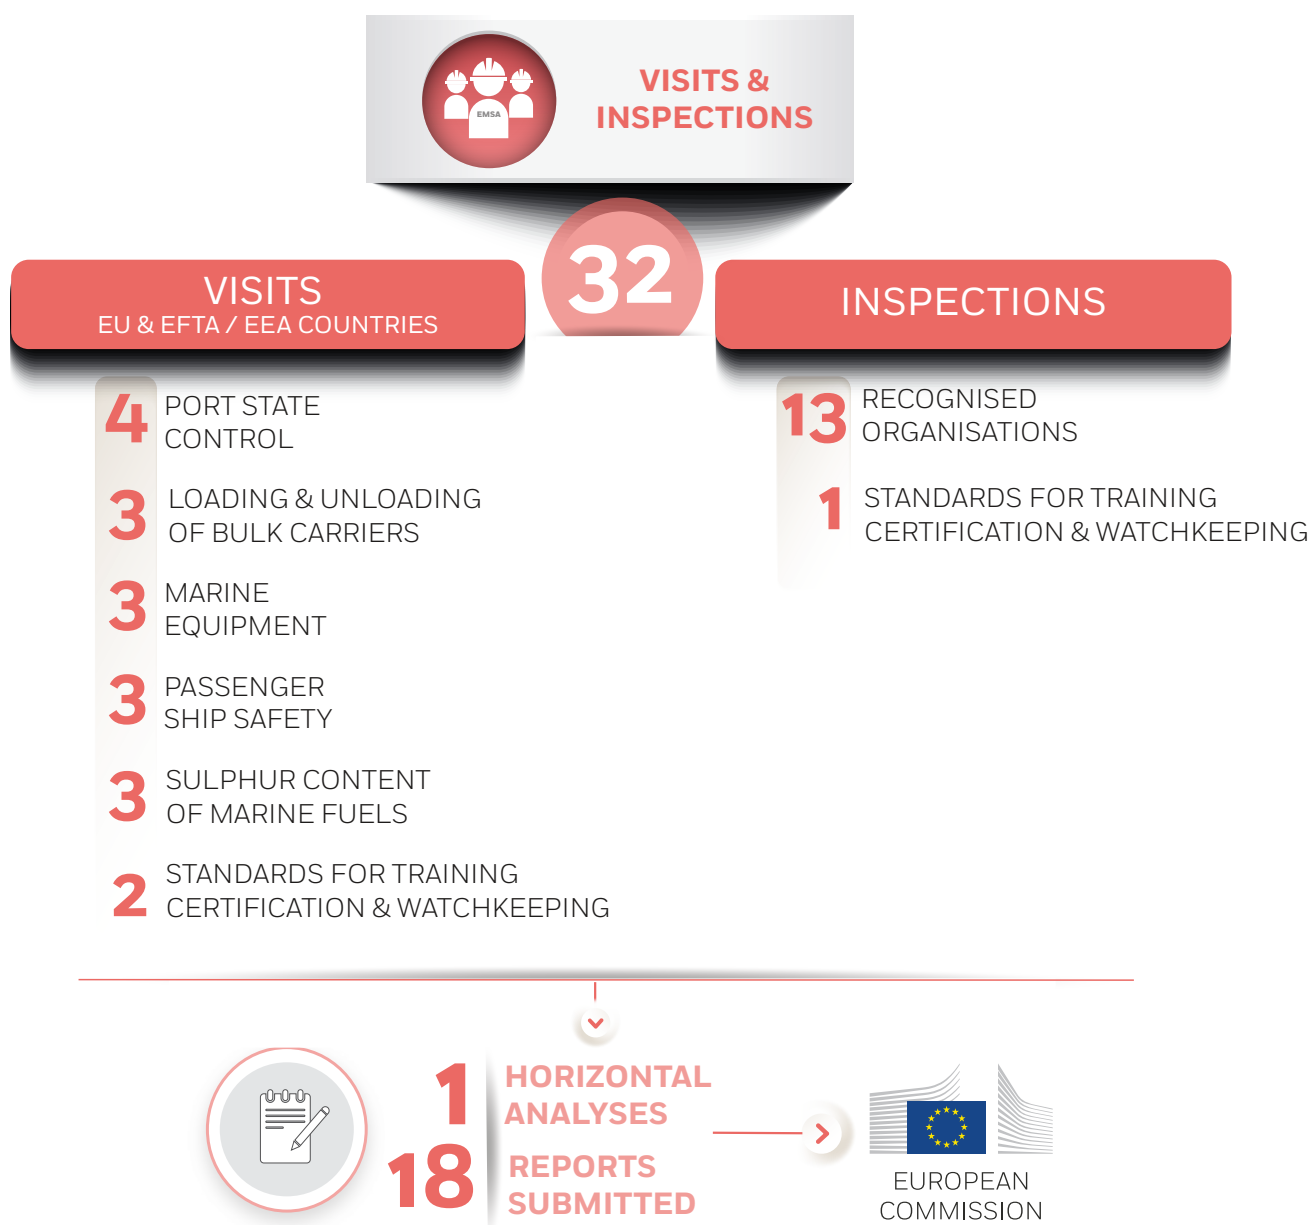 EMSA
VISITS &
INSPECTIONS
32
VISITS
EU & EFTA / EEA COUNTRIES
4
PORT STATE
CONTROL
3
LOADING & UNLOADING
OF BULK CARRIERS
3
MARINE
EQUIPMENT
3
PASSENGER
SHIP SAFETY
3
SULPHUR CONTENT
OF MARINE FUELS
2
STANDARDS FOR TRAINING
CERTIFICATION & WATCHKEEPING
INSPECTIONS
13
RECOGNISED
ORGANISATIONS
1
STANDARDS FOR TRAINING
CERTIFICATION & WATCHKEEPING
1
HORIZONTAL
ANALYSES
18
REPORTS
SUBMITTED
EUROPEAN
COMMISSION